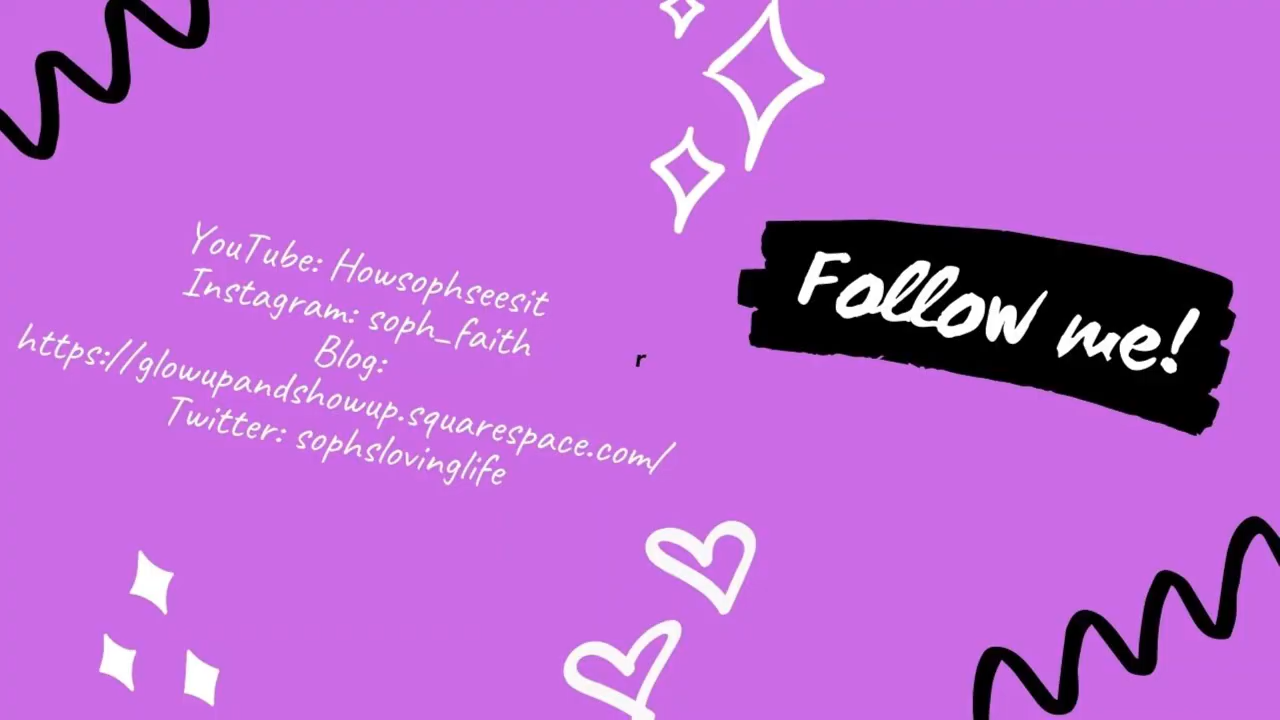 YouTube: Howsophseesit
Instagram: soph_faith
Blog:
https://glowupandshowup.squarespace.com/
Twitter: sophslovinglife
r
Follow me!